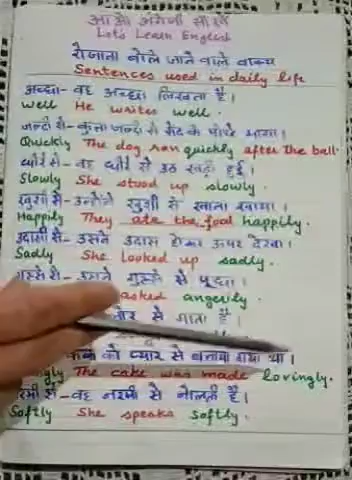 आओ अंग्रेजी सीखें
Let's Learn English
रोजाना बोले जाने वाले वाक्य
Sentences used in daily life
अच्छा - वह अच्छा लिखता है।
Well He writes well.
जल्दी से - कुत्ता जल्दी से गेंद के पीछे भागा।
Quickly The dog ran quickly after the ball.
धीरे से - वह धीरे से उठ खड़ी हुई।
Slowly She stood up slowly.
खुशी से - उन्होंने खुशी से खाना खाया।
Happily They ate the food happily.
उदासी से - उसने उदास होकर ऊपर देखा।
Sadly She looked up sadly.
गुस्से से - उसने गुस्से से पूछा।
asked angerily.
से गाता है।
को प्यार से बनाया गया था।
The cake was made lovingly.
नरमी से - वह नरमी से बोलती है।
Softly She speaks softly.